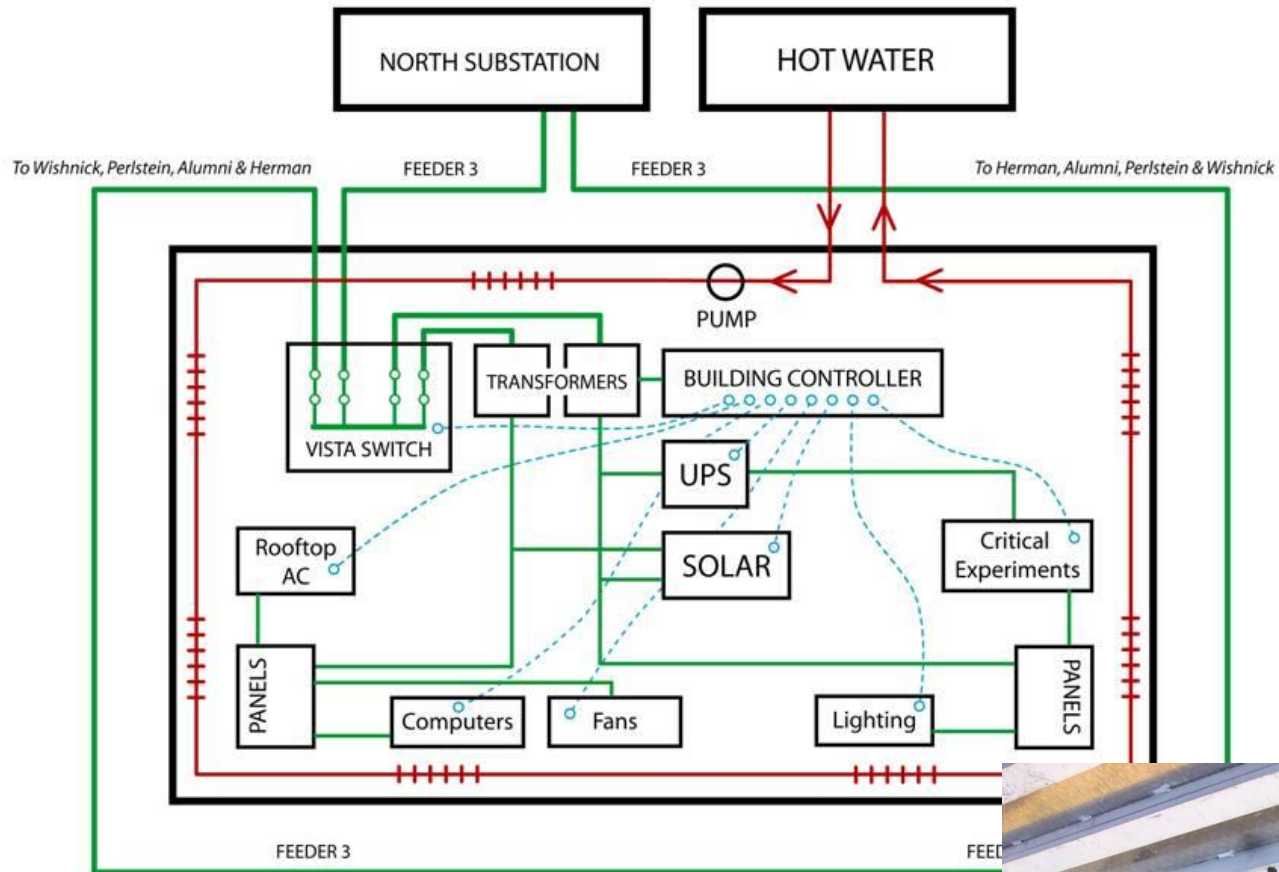 NORTH SUBSTATION
HOT WATER
To Wishnick, Perlstein, Alumni & Herman
FEEDER 3
FEEDER 3
To Herman, Alumni, Perlstein & Wishnick
PUMP
TRANSFORMERS
BUILDING CONTROLLER
VISTA SWITCH
UPS
Rooftop
AC
SOLAR
Critical
Experiments
PANELS
PANELS
Computers
Fans
Lighting
FEEDER 3